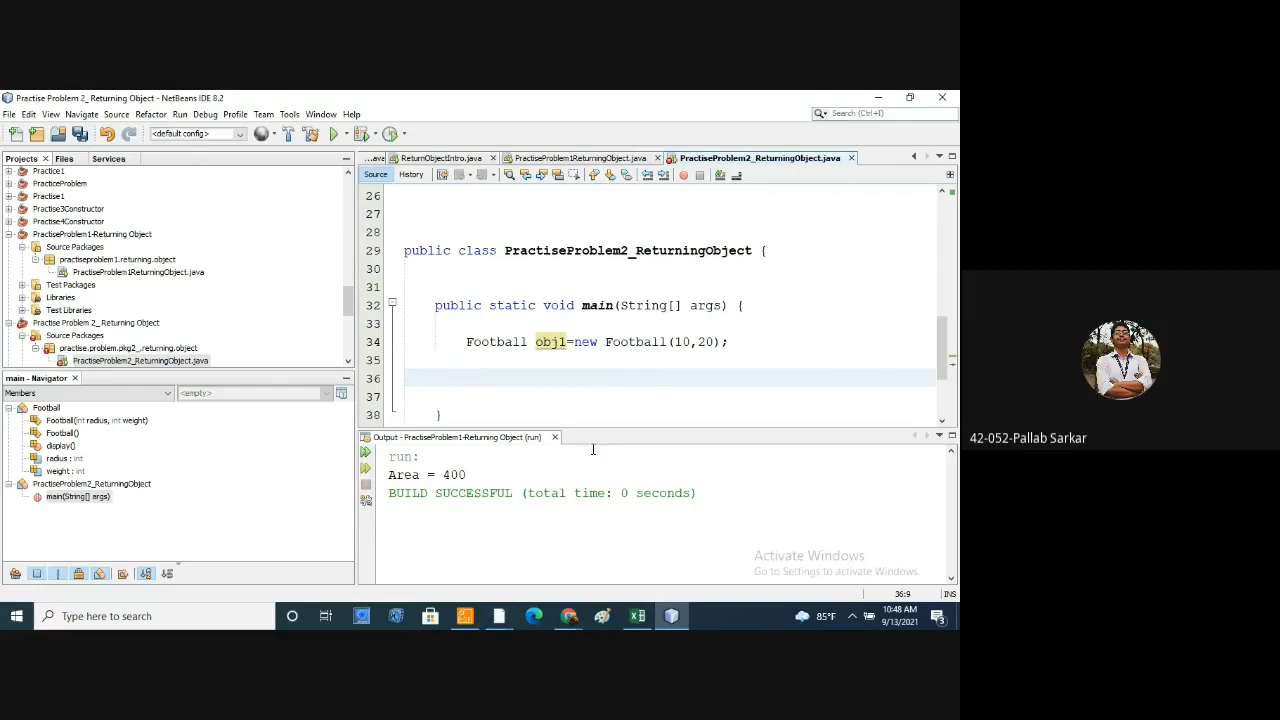 Practise Problem 2_ Returning Object - NetBeans IDE 8.2
File Edit View Navigate Source Refactor Run Debug Profile Team Tools Window Help
Search (Ctrl+I)
<default config>
Projects Files Services
...ava ReturnObjectIntro.java PractiseProblem1ReturningObject.java PractiseProblem2_ReturningObject.java
Source History
Practice1
PracticeProblem
Practise1
Practise3Constructor
Practise4Constructor
PractiseProblem1-Returning Object
Source Packages
practiseproblem1.returning.object
PractiseProblem1ReturningObject.java
Test Packages
Libraries
Test Libraries
Practise Problem 2_ Returning Object
Source Packages
practise.problem.pkg2_.returning.object
PractiseProblem2_ReturningObject.java
26
27
28
29 public class PractiseProblem2_ReturningObject {
30
31
32 public static void main(String[] args) {
33
34 Football obj1=new Football(10,20);
35
36
37
38 }
main - Navigator
Members <empty>
Football
Football(int radius, int weight)
Football()
display()
radius : int
weight : int
PractiseProblem2_ReturningObject
main(String[] args)
Output - PractiseProblem1-Returning Object (run)
run:
Area = 400
BUILD SUCCESSFUL (total time: 0 seconds)
Activate Windows
Go to Settings to activate Windows.
36:9 INS
Type here to search
85°F
10:48 AM
9/13/2021
3
42-052-Pallab Sarkar